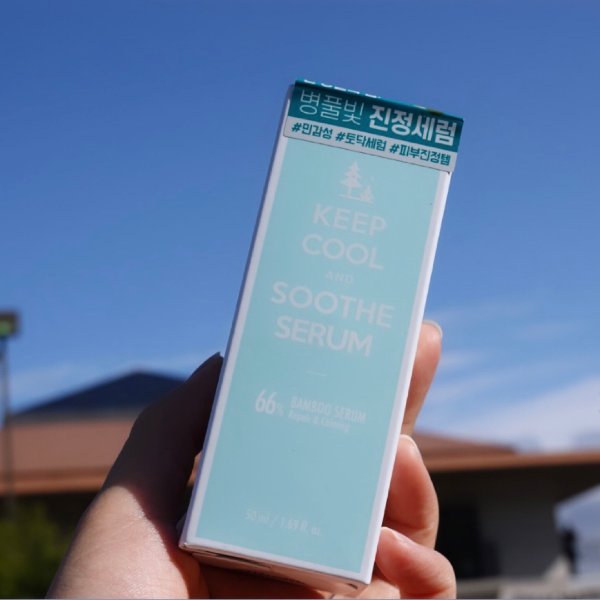 병풀빛 진정세럼
#민감성 #토닥세럼 #피부진정템
KEEP
COOL
AND
SOOTHE
SERUM
66% BAMBOO SERUM
Repair & Calming
50 ml / 1.69 fl. oz.